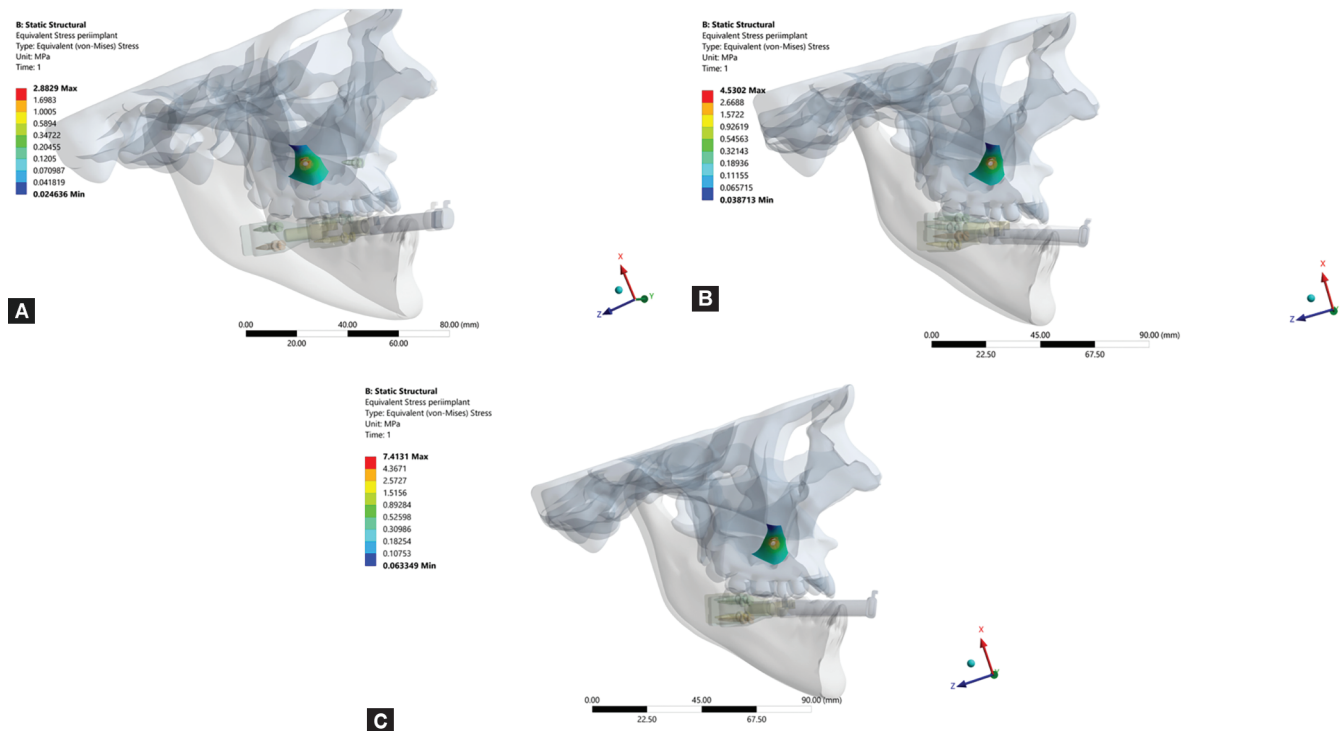 B: Static Structural
Equivalent Stress periimplant
Type: Equivalent (von-Mises) Stress
Unit: MPa
Time: 1
2.8829 Max
1.6983
1.0005
0.5894
0.34722
0.20455
0.1205
0.070987
0.041819
0.024636 Min
X
Y
Z
0.00 40.00 80.00 (mm)
20.00 60.00
A
B: Static Structural
Equivalent Stress periimplant
Type: Equivalent (von-Mises) Stress
Unit: MPa
Time: 1
4.5302 Max
2.6688
1.5722
0.92619
0.54563
0.32143
0.18936
0.11155
0.065715
0.038713 Min
X
Y
Z
0.00 45.00 90.00 (mm)
22.50 67.50
B
B: Static Structural
Equivalent Stress periimplant
Type: Equivalent (von-Mises) Stress
Unit: MPa
Time: 1
7.4131 Max
4.3671
2.5727
1.5156
0.89284
0.52598
0.30986
0.18254
0.10753
0.063349 Min
X
Y
Z
0.00 45.00 90.00 (mm)
22.50 67.50
C